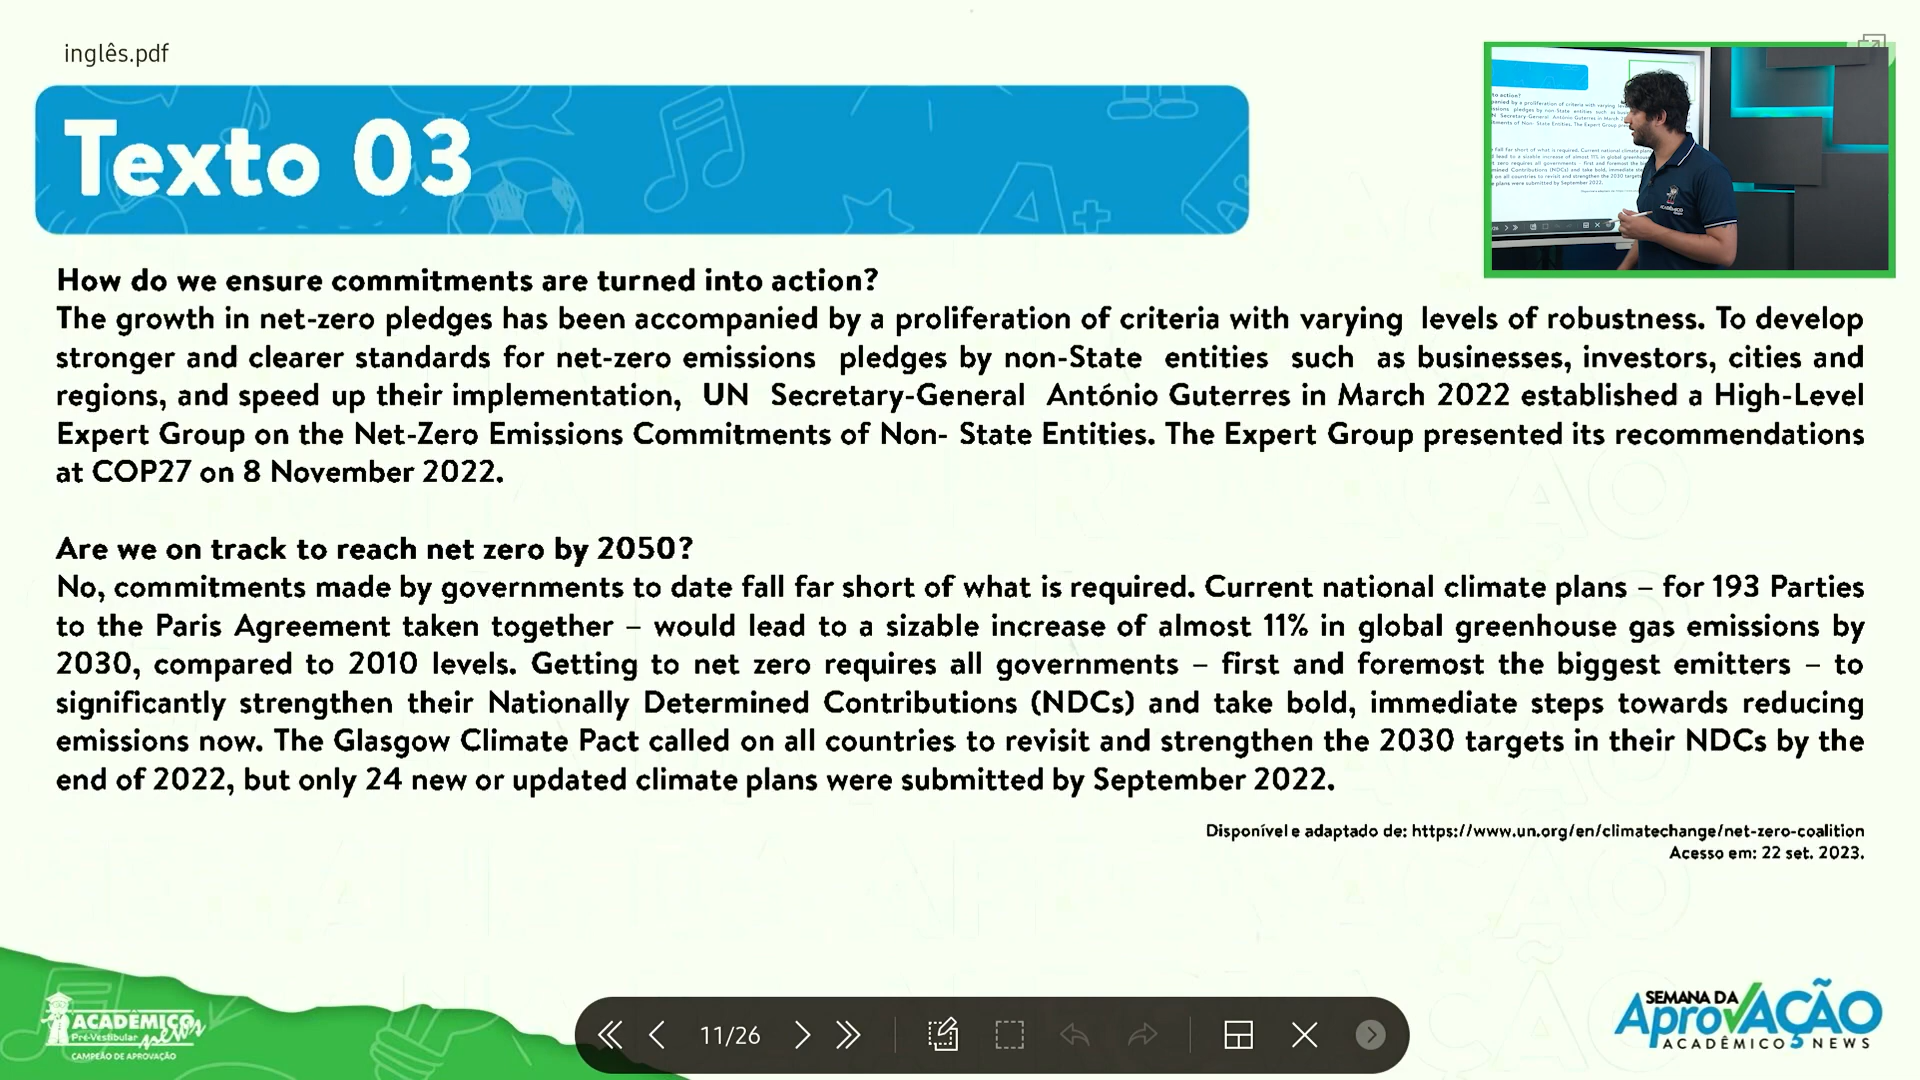 inglês.pdf
Texto 03
How do we ensure commitments are turned into action?
The growth in net-zero pledges has been accompanied by a proliferation of criteria with varying levels of robustness. To develop
stronger and clearer standards for net-zero emissions pledges by non-State entities such as businesses, investors, cities and
regions, and speed up their implementation, UN Secretary-General António Guterres in March 2022 established a High-Level
Expert Group on the Net-Zero Emissions Commitments of Non- State Entities. The Expert Group presented its recommendations
at COP27 on 8 November 2022.
Are we on track to reach net zero by 2050?
No, commitments made by governments to date fall far short of what is required. Current national climate plans – for 193 Parties
to the Paris Agreement taken together – would lead to a sizable increase of almost 11% in global greenhouse gas emissions by
2030, compared to 2010 levels. Getting to net zero requires all governments – first and foremost the biggest emitters – to
significantly strengthen their Nationally Determined Contributions (NDCs) and take bold, immediate steps towards reducing
emissions now. The Glasgow Climate Pact called on all countries to revisit and strengthen the 2030 targets in their NDCs by the
end of 2022, but only 24 new or updated climate plans were submitted by September 2022.
Disponível e adaptado de: https://www.un.org/en/climatechange/net-zero-coalition
Acesso em: 22 set. 2023.
ACADÊMICO
Pré-Vestibular news
CAMPEÃO DE APROVAÇÃO
11/26
SEMANA DA
AproVAÇÃO
ACADÊMICO NEWS